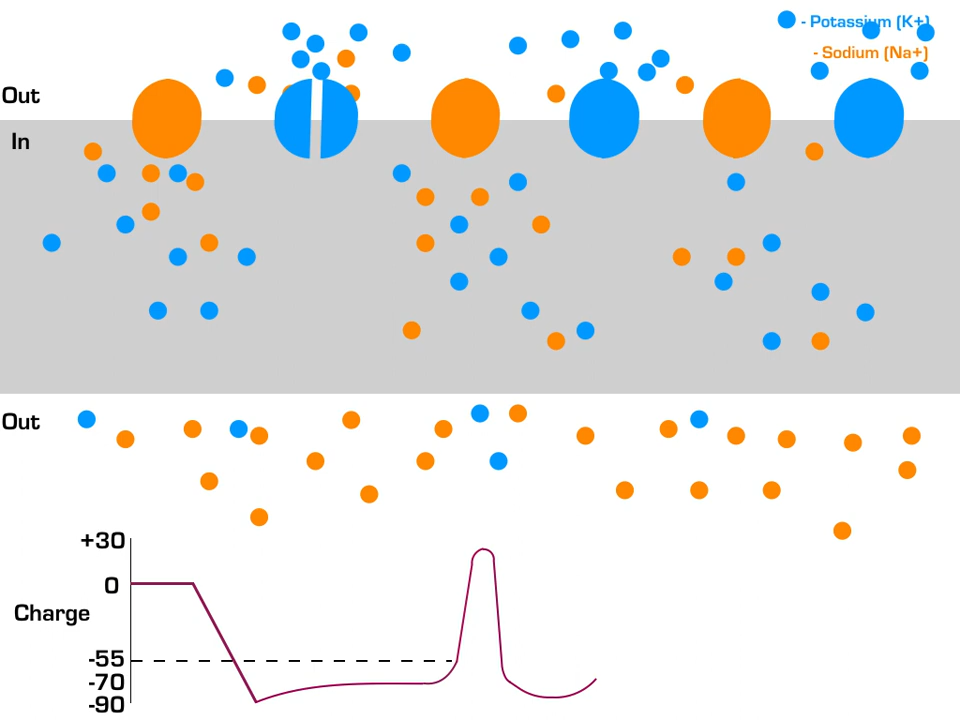 - Potassium (K+)
- Sodium (Na+)
Out
In
Out
+30
0
Charge
-55
-70
-90